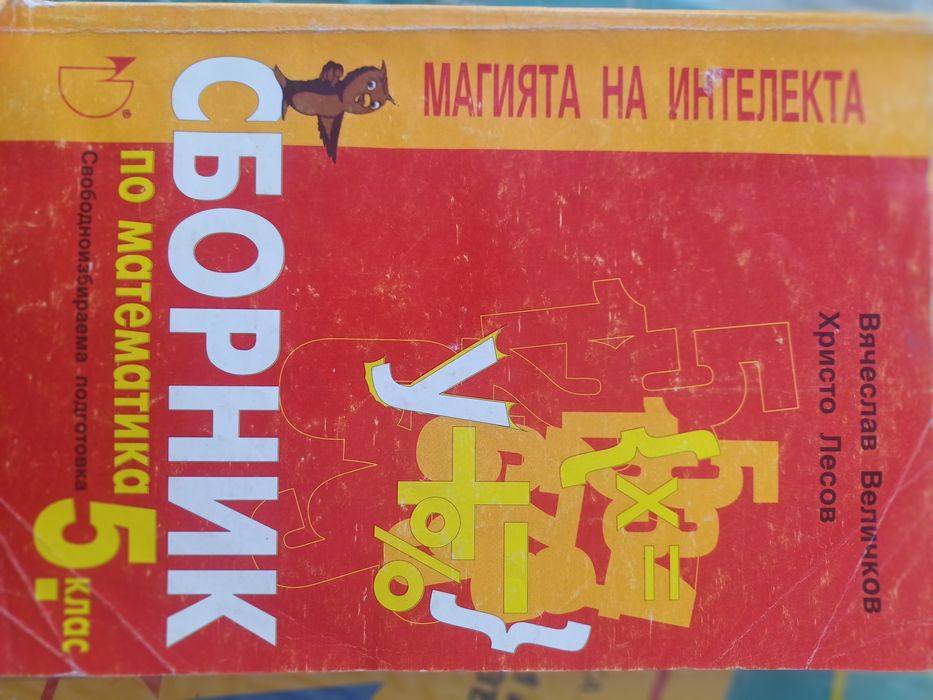 Вячеслав Величков
Христо Лесов
МАГИЯТА НА ИНТЕЛЕКТА
У
+ -
%
{ x =
}
СБОРНИК
по математика
5. клас
Свободноизбираема подготовка
®